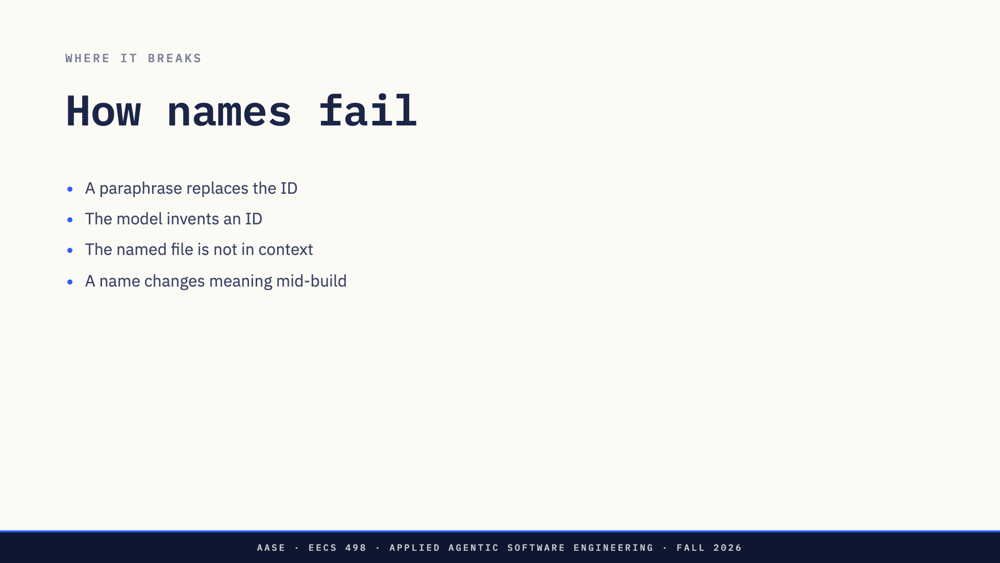 WHERE IT BREAKS
How names fail
• A paraphrase replaces the ID
• The model invents an ID
• The named file is not in context
• A name changes meaning mid-build
AASE · EECS 498 · APPLIED AGENTIC SOFTWARE ENGINEERING · FALL 2026